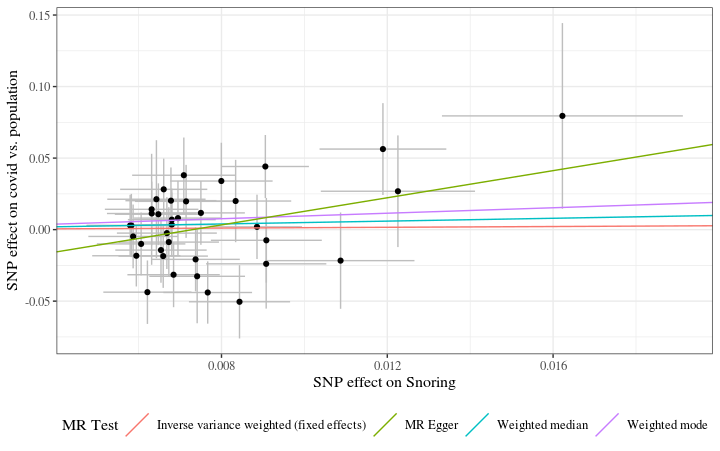 0.15
0.10
0.05
0.00
-0.05
SNP effect on covid vs. population
0.008 0.012 0.016
SNP effect on Snoring
MR Test Inverse variance weighted (fixed effects) MR Egger Weighted median Weighted mode